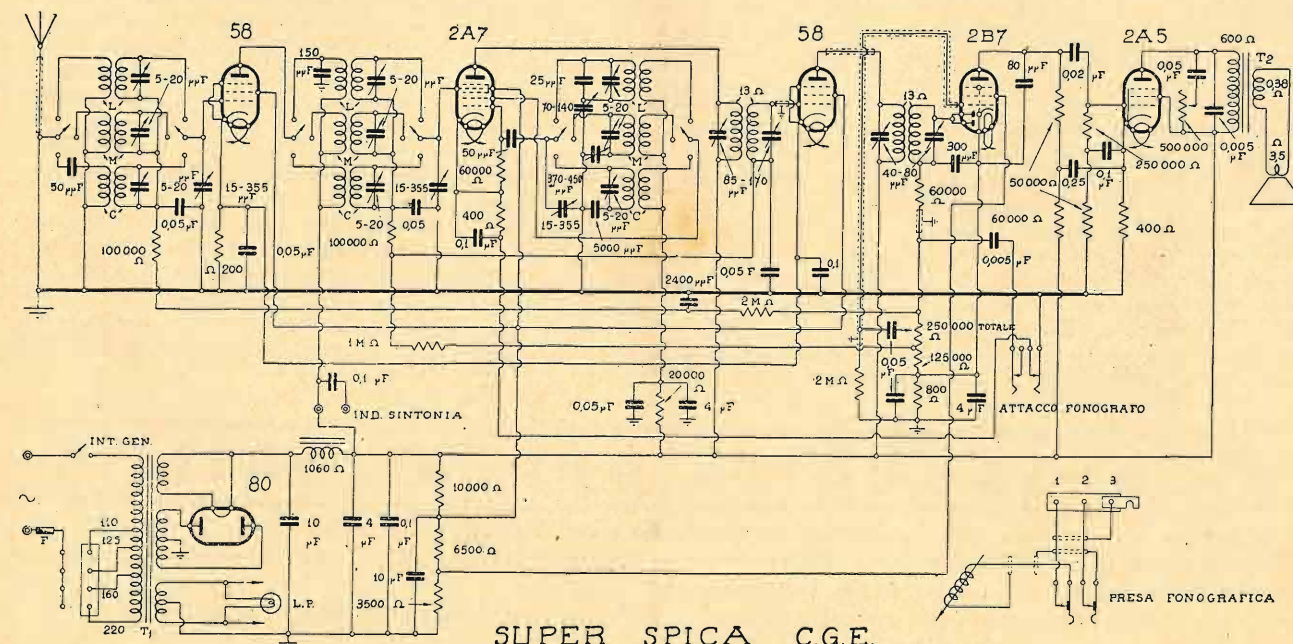 58
2A7
58
2B7
2A5
150
µµF
5-20
µµF
5-20
µµF
5-20
µµF
25 µµF
70-140
5-20
13 Ω
13 Ω
80
µµF
0,02
µF
0,05
µF
600 Ω
T2
0,38
Ω
Ω
3,5
"L"
"M"
"C"
"L"
"M"
"C"
"L"
"M"
"C"
50 µµF
5-20
µµF
15-355
0,05 µF
100000
Ω
Ω
200
0,05 µF
5-20
15-355
0,05
100000
Ω
50 µµF
60000
Ω
400
Ω
0,1
µF
370-450
µµF
15-355
5-20
µµF
5000 µµF
85-170
µµF
0,05 F
0,1
40-80
µµF
300
µµF
60000
Ω
50000
Ω
0,25
0,1
µF
60000
Ω
0,005
µF
500000
Ω
250000
Ω
400 Ω
0,005
µF
2400 µµF
2 MΩ
1 MΩ
0,1 µF
IND. SINTONIA
0,05 µF
20000
Ω
4 µF
2 MΩ
0,05
µF
250000 TOTALE
Ω
125000
Ω
800
Ω
4 µF
ATTACCO FONOGRAFO
INT. GEN.
80
1060 Ω
10
µF
4
µF
0,1
µF
10000 Ω
6500 Ω
10 µF
3500
Ω
~
F
110
125
160
220
T1
L.P.
1 2 3
PRESA FONOGRAFICA
SUPER SPICA C.G.E.